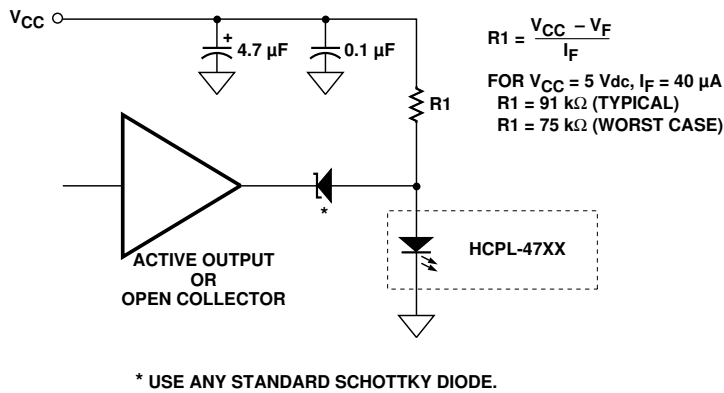 VCC
+
4.7 µF
0.1 µF
R1
R1 = VCC – VF
IF
FOR VCC = 5 Vdc, IF = 40 µA
R1 = 91 kΩ (TYPICAL)
R1 = 75 kΩ (WORST CASE)
*
HCPL-47XX
ACTIVE OUTPUT
OR
OPEN COLLECTOR
* USE ANY STANDARD SCHOTTKY DIODE.